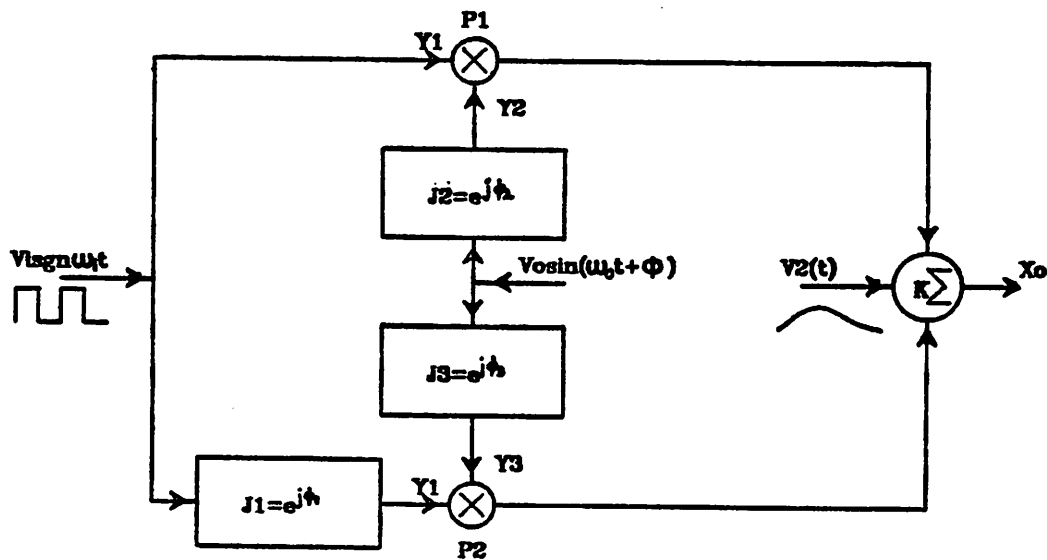 P1
Y1
Y2
J2=e^jϕ₂
Visgnω₁t
Vosin(ω₀t+Φ)
V2(t)
KΣ
Xo
J3=e^jϕ₃
Y3
J1=e^jϕ₁
Y1
P2